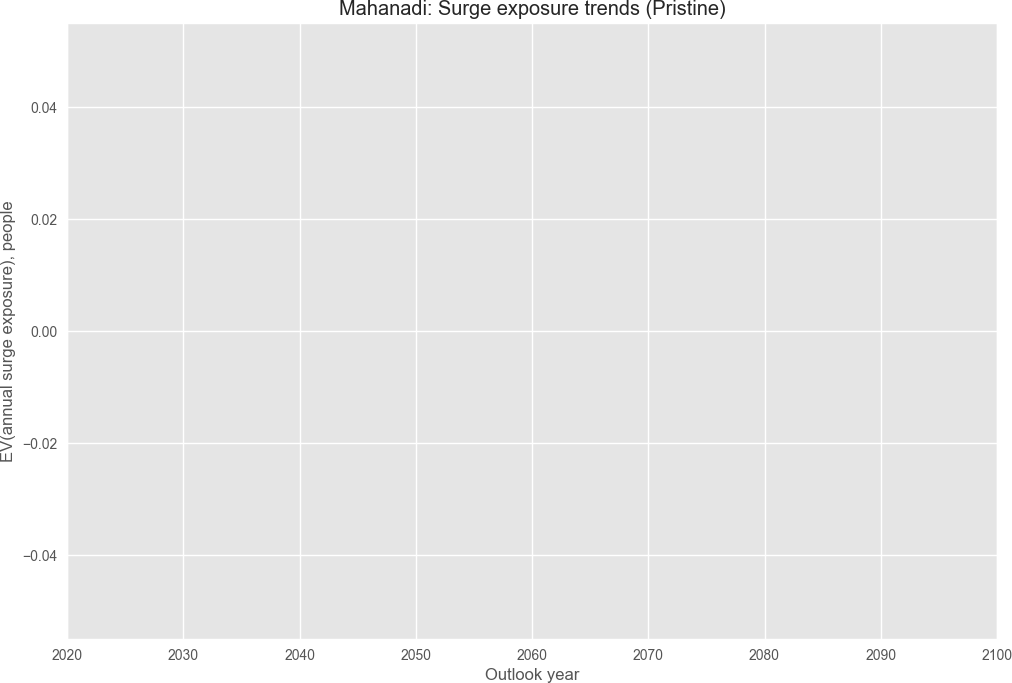 Mahanadi: Surge exposure trends (Pristine)
EV(annual surge exposure), people
0.04
0.02
0.00
−0.02
−0.04
2020 2030 2040 2050 2060 2070 2080 2090 2100
Outlook year